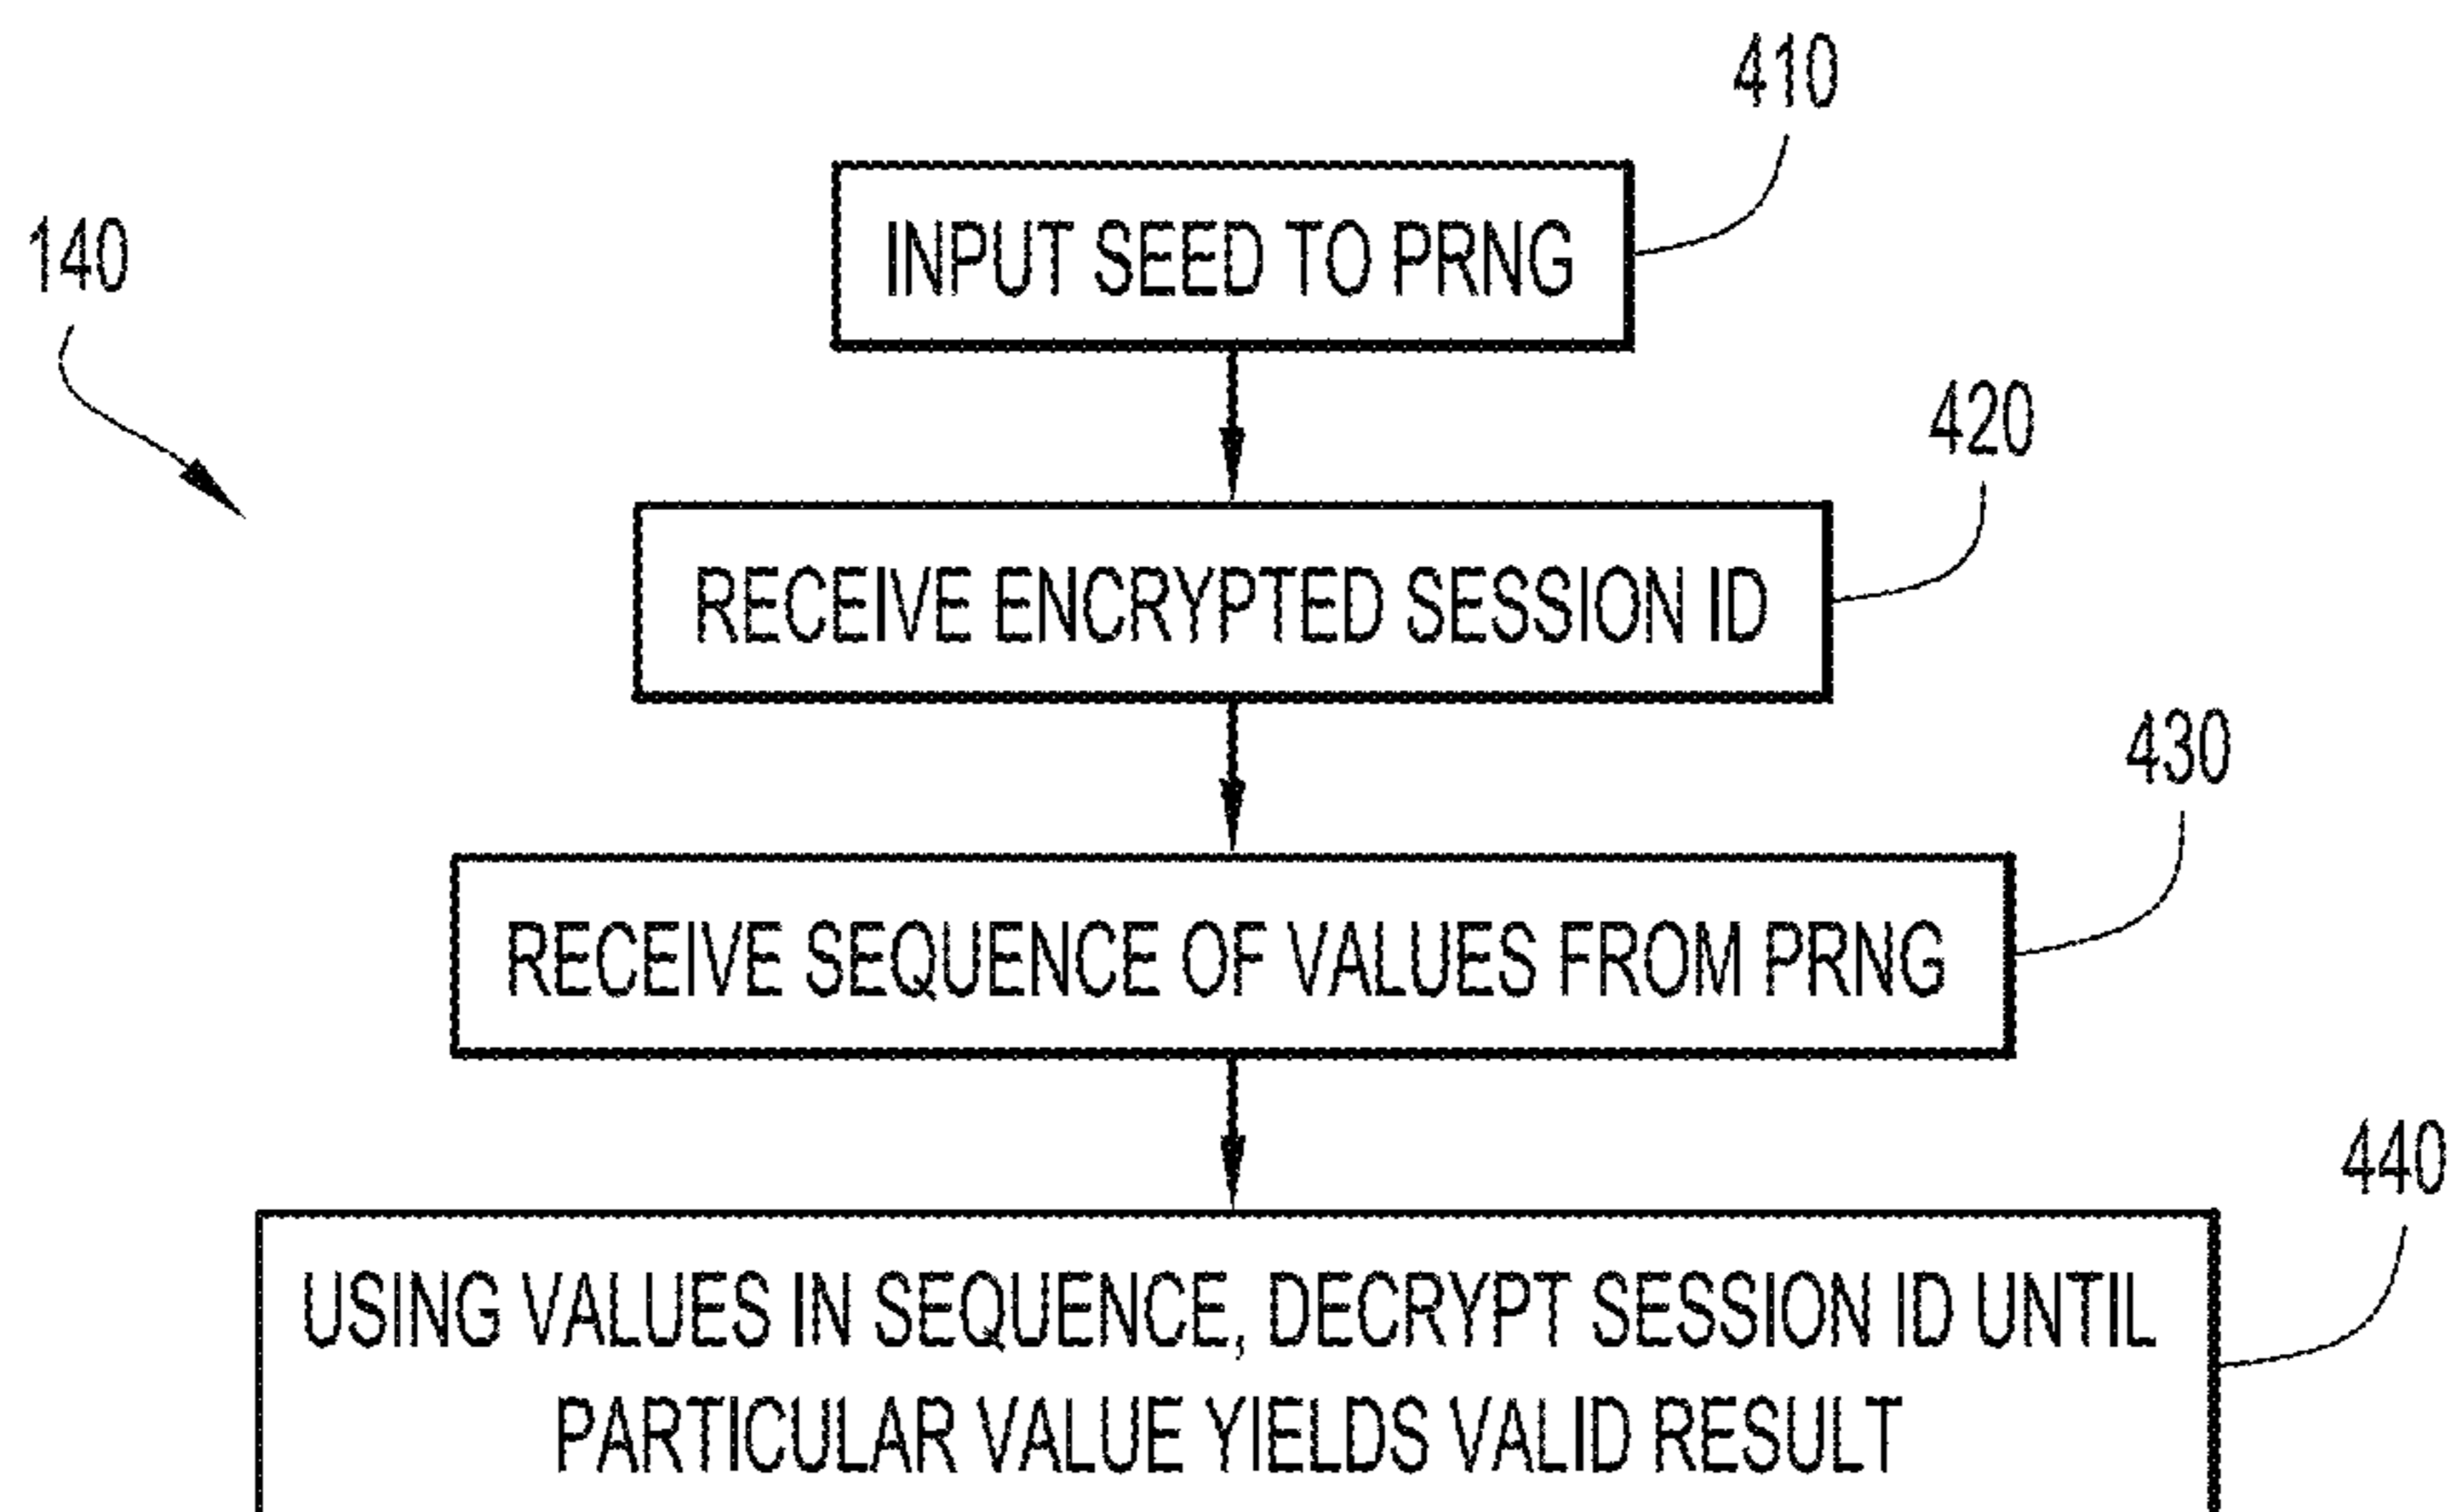 410
140
INPUT SEED TO PRNG
420
RECEIVE ENCRYPTED SESSION ID
430
RECEIVE SEQUENCE OF VALUES FROM PRNG
440
USING VALUES IN SEQUENCE, DECRYPT SESSION ID UNTIL
PARTICULAR VALUE YIELDS VALID RESULT